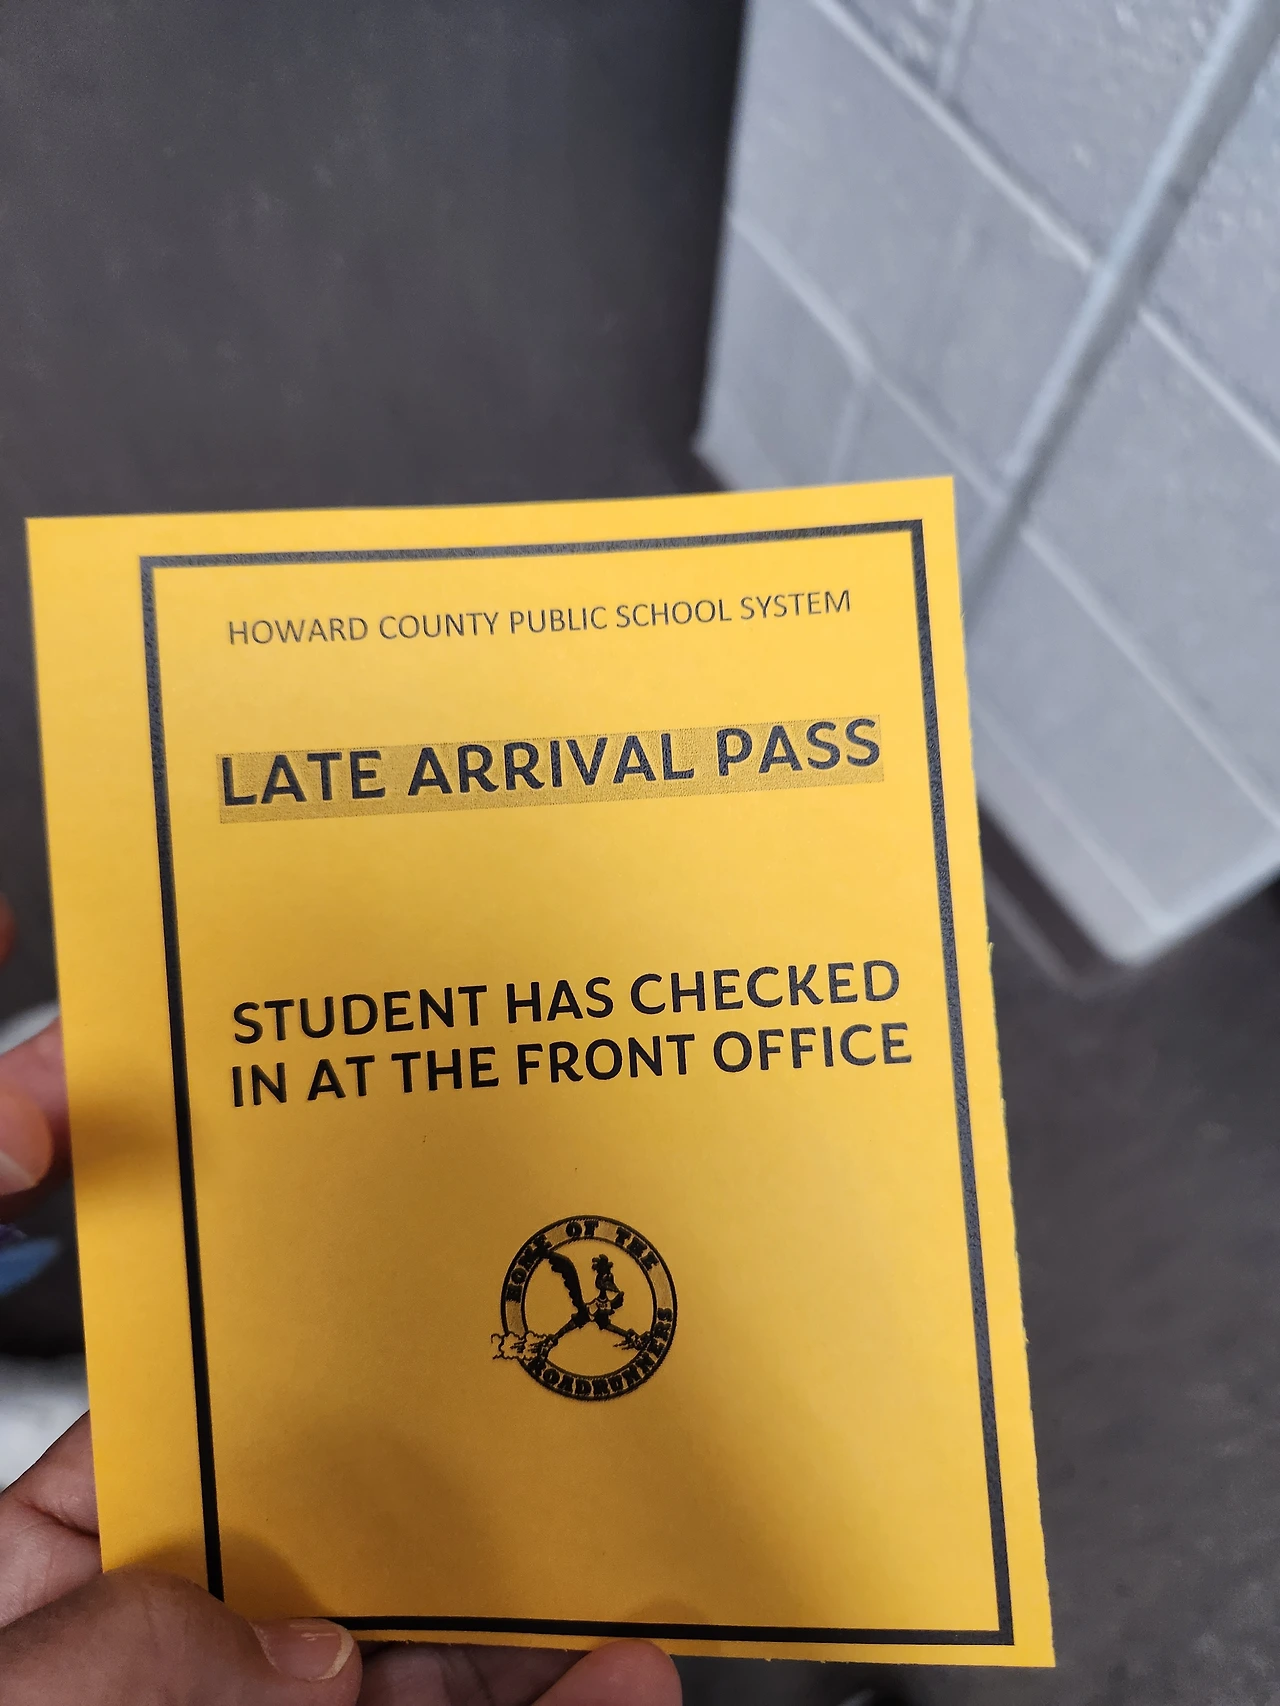 HOWARD COUNTY PUBLIC SCHOOL SYSTEM
LATE ARRIVAL PASS
STUDENT HAS CHECKED
IN AT THE FRONT OFFICE
HOME OF THE
ROADRUNNERS